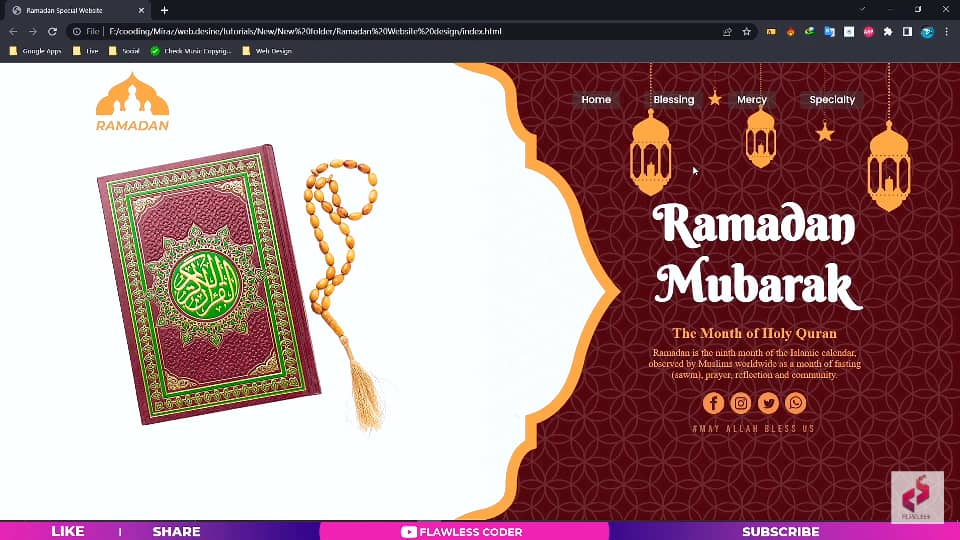 Ramadan Special Website
File | E:/cooding/Miraz/web.desine/tutorials/New/New%20folder/Ramadan%20Website%20design/index.html
Google Apps Live Social Check Music Copyrig... Web Design
Home Blessing Mercy Specialty
RAMADAN
القرآن الكريم
Ramadan
Mubarak
The Month of Holy Quran
Ramadan is the ninth month of the Islamic calendar,
observed by Muslims worldwide as a month of fasting
(sawm), prayer, reflection and community.
#MAY ALLAH BLESS US
FLAWLESS
LIKE | SHARE FLAWLESS CODER SUBSCRIBE